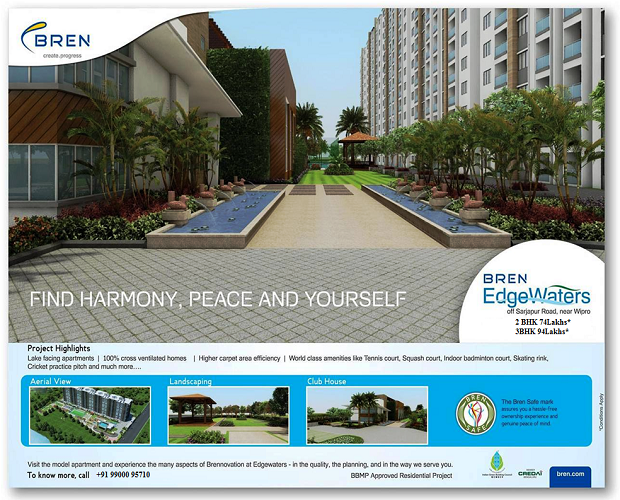 BREN
create.progress
FIND HARMONY, PEACE AND YOURSELF
BREN
EdgeWaters
off Sarjapur Road, near Wipro
2 BHK 74Lakhs*
3BHK 94Lakhs*
Project Highlights
Lake facing apartments | 100% cross ventilated homes | Higher carpet area efficiency | World class amenities like Tennis court, Squash court, Indoor badminton court, Skating rink,
Cricket practice pitch and much more....
Aerial View
Landscaping
Club House
BREN
SAFE
The Bren Safe mark
assures you a hassle-free
ownership experience and
genuine peace of mind.
*Conditions Apply
Visit the model apartment and experience the many aspects of Brennovation at Edgewaters - in the quality, the planning, and in the way we serve you.
To know more, call +91 99000 95710
BBMP Approved Residential Project
CREDAI
bren.com